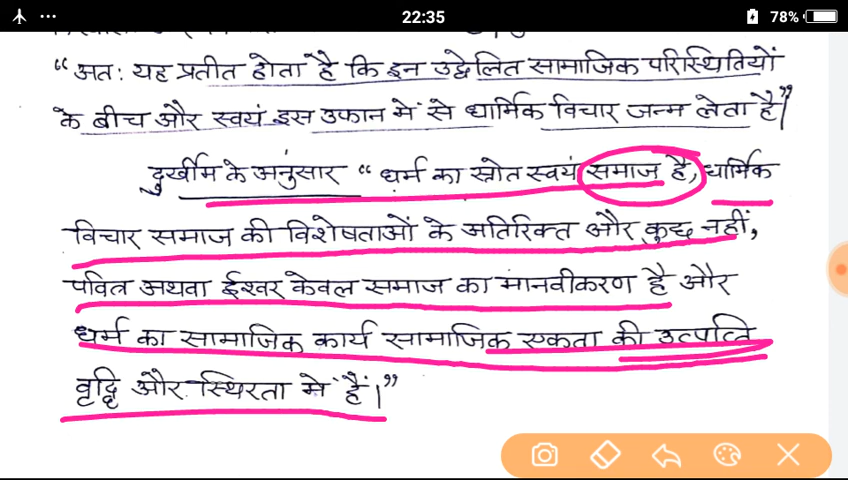 22:35
78%
“अतः यह प्रतीत होता है कि इन उद्वेलित सामाजिक परिस्थितियों
के बीच और स्वयं इस उफान में से धार्मिक विचार जन्म लेता है।”
दुर्खीम के अनुसार “धर्म का स्रोत स्वयं समाज है, धार्मिक
विचार समाज की विशेषताओं के अतिरिक्त और कुछ नहीं,
पवित्र अथवा ईश्वर केवल समाज का मानवीकरण है और
धर्म का सामाजिक कार्य सामाजिक एकता की उत्पत्ति
वृद्धि और स्थिरता में है।”